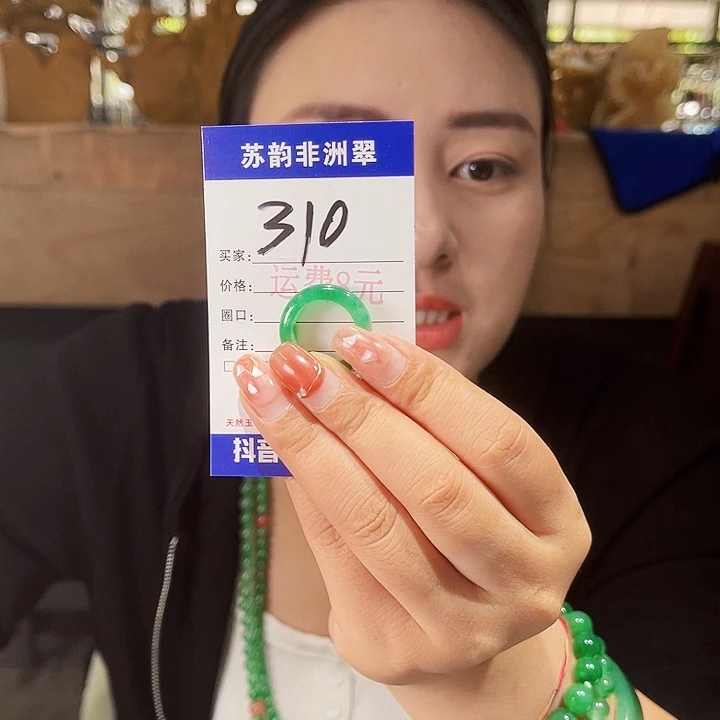 苏韵非洲翠
310
买家:
价格:
运费8元
圈口:
备注:
天然玉
抖音